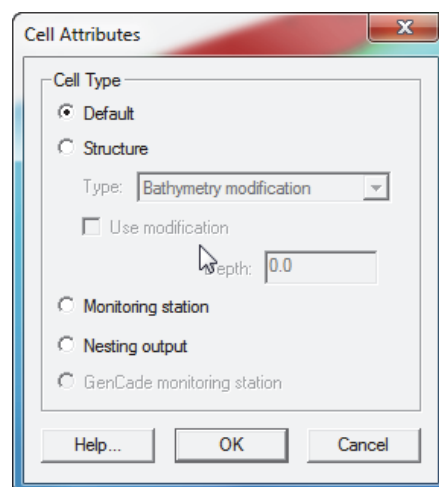 Cell Attributes
X
Cell Type
Default
Structure
Type: Bathymetry modification
Use modification
Depth: 0.0
Monitoring station
Nesting output
GenCade monitoring station
Help... OK Cancel